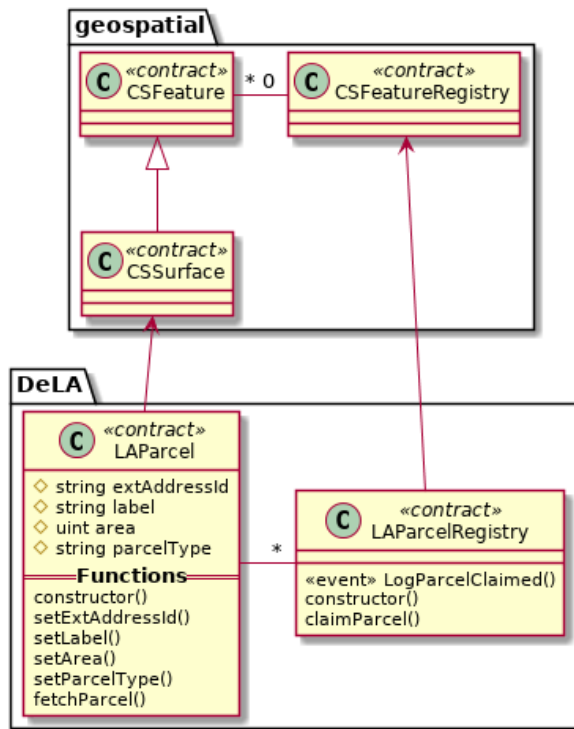 geospatial
C
«contract»
CSFeature
* 0
C
«contract»
CSFeatureRegistry
C
«contract»
CSSurface
DeLA
C
«contract»
LAParcel
string extAddressId
string label
uint area
string parcelType
Functions
constructor()
setExtAddressId()
setLabel()
setArea()
setParcelType()
fetchParcel()
*
C
«contract»
LAParcelRegistry
«event» LogParcelClaimed()
constructor()
claimParcel()